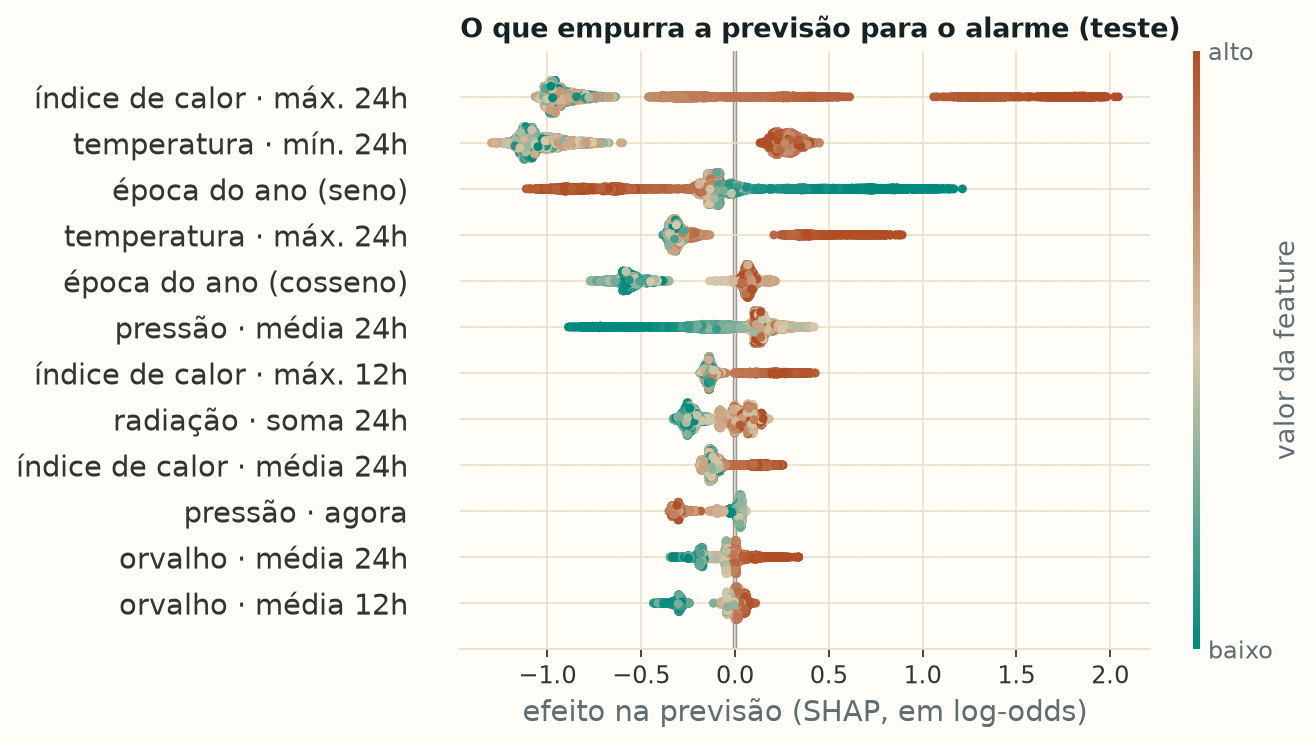 O que empurra a previsão para o alarme (teste)
alto
índice de calor · máx. 24h
temperatura · mín. 24h
época do ano (seno)
temperatura · máx. 24h
época do ano (cosseno)
pressão · média 24h
índice de calor · máx. 12h
radiação · soma 24h
índice de calor · média 24h
pressão · agora
orvalho · média 24h
orvalho · média 12h
valor da feature
baixo
−1.0 −0.5 0.0 0.5 1.0 1.5 2.0
efeito na previsão (SHAP, em log-odds)